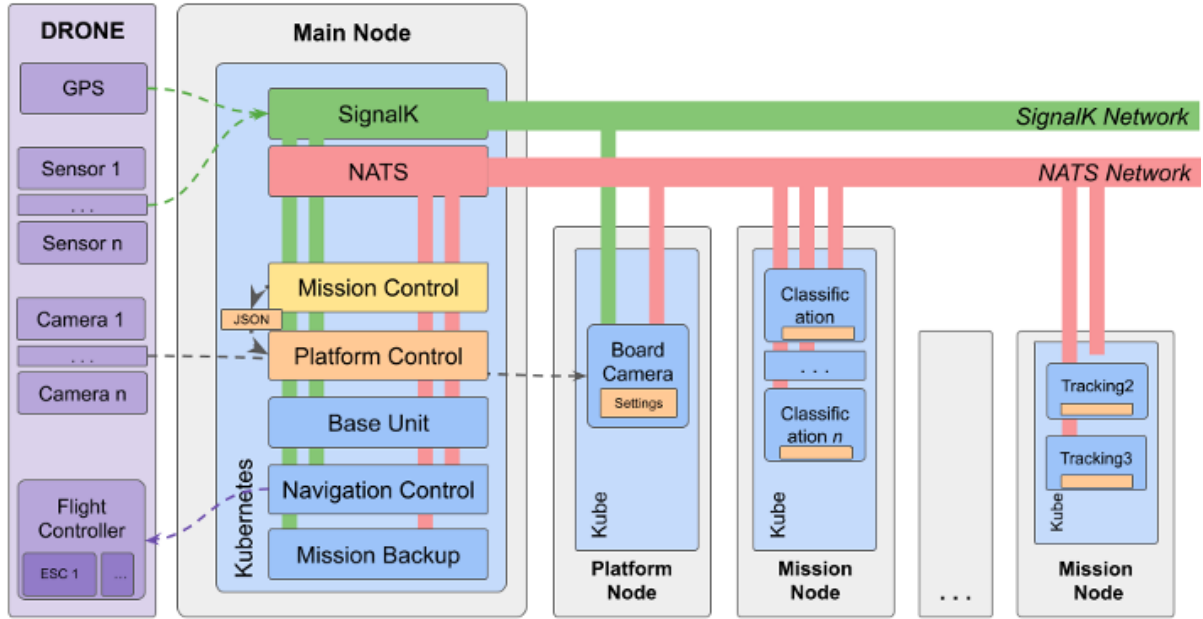 DRONE
GPS
Sensor 1
. . .
Sensor n
Camera 1
. . .
Camera n
Flight
Controller
ESC 1
...
Main Node
SignalK
NATS
Mission Control
JSON
Platform Control
Base Unit
Navigation Control
Mission Backup
Kubernetes
SignalK Network
NATS Network
Board
Camera
Settings
Kube
Platform
Node
Classific
ation
. . .
Classific
ation n
Kube
Mission
Node
. . .
Tracking2
Tracking3
Kube
Mission
Node